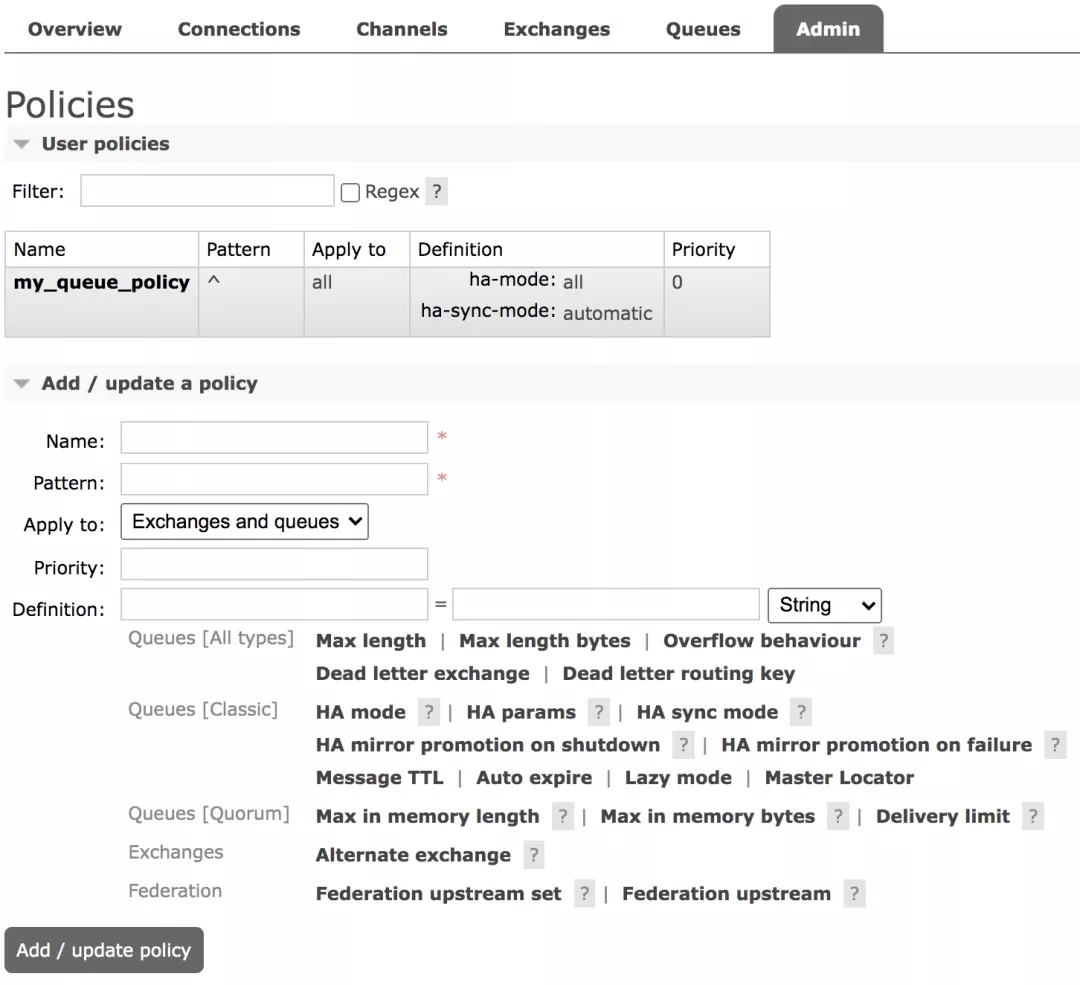 Overview Connections Channels Exchanges Queues Admin
Policies
User policies
Filter: Regex ?
Name Pattern Apply to Definition Priority
my_queue_policy ^ all ha-mode: all 0
ha-sync-mode: automatic
Add / update a policy
Name: *
Pattern: *
Apply to: Exchanges and queues
Priority:
Definition: = String
Queues [All types] Max length | Max length bytes | Overflow behaviour ?
Dead letter exchange | Dead letter routing key
Queues [Classic] HA mode ? | HA params ? | HA sync mode ?
HA mirror promotion on shutdown ? | HA mirror promotion on failure ?
Message TTL | Auto expire | Lazy mode | Master Locator
Queues [Quorum] Max in memory length ? | Max in memory bytes ? | Delivery limit ?
Exchanges Alternate exchange ?
Federation Federation upstream set ? | Federation upstream ?
Add / update policy